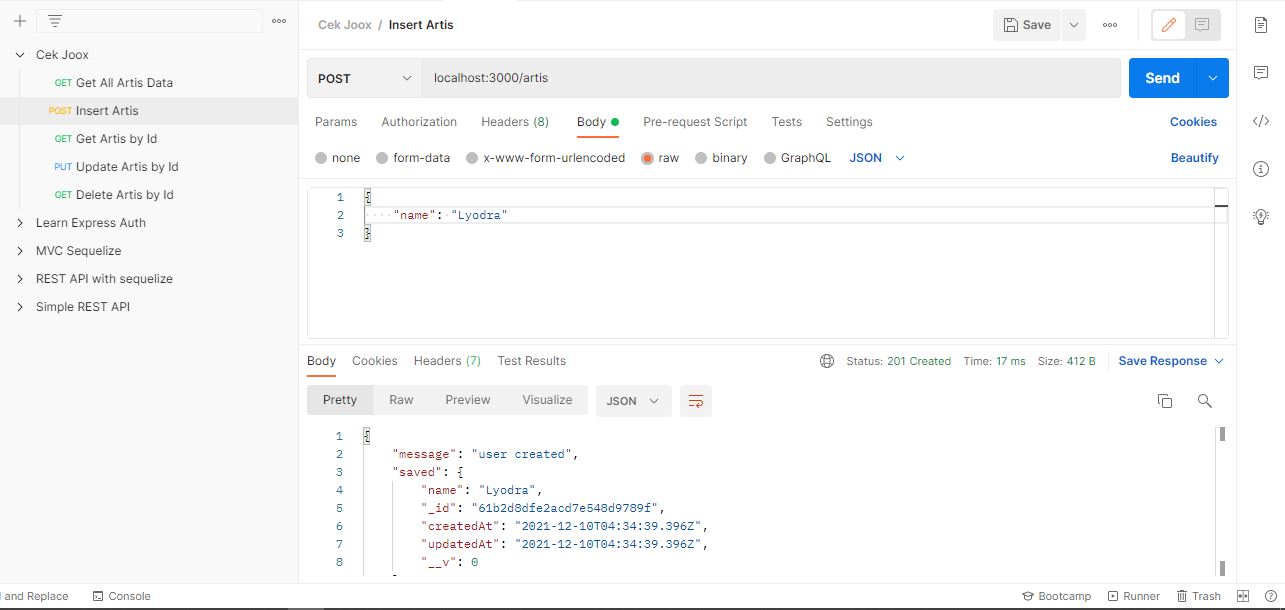 Cek Joox
GET Get All Artis Data
POST Insert Artis
GET Get Artis by Id
PUT Update Artis by Id
GET Delete Artis by Id
Learn Express Auth
MVC Sequelize
REST API with sequelize
Simple REST API
Cek Joox / Insert Artis
Save
POST
localhost:3000/artis
Send
Params Authorization Headers (8) Body Pre-request Script Tests Settings Cookies
none form-data x-www-form-urlencoded raw binary GraphQL JSON Beautify
1 {
2 "name": "Lyodra"
3 }
Body Cookies Headers (7) Test Results Status: 201 Created Time: 17 ms Size: 412 B Save Response
Pretty Raw Preview Visualize JSON
1 {
2 "message": "user created",
3 "saved": {
4 "name": "Lyodra",
5 "_id": "61b2d8dfe2acd7e548d9789f",
6 "createdAt": "2021-12-10T04:34:39.396Z",
7 "updatedAt": "2021-12-10T04:34:39.396Z",
8 "__v": 0
and Replace Console Bootcamp Runner Trash